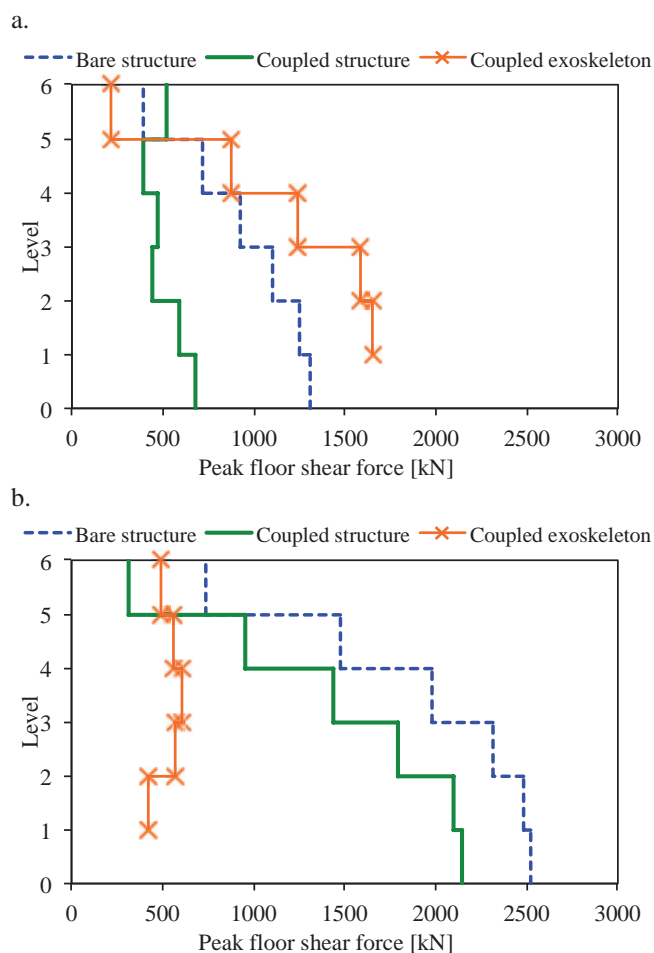 a.
Bare structure Coupled structure Coupled exoskeleton
6
5
4
3
2
1
0
Level
0 500 1000 1500 2000 2500 3000
Peak floor shear force [kN]
b.
Bare structure Coupled structure Coupled exoskeleton
6
5
4
3
2
1
0
Level
0 500 1000 1500 2000 2500 3000
Peak floor shear force [kN]